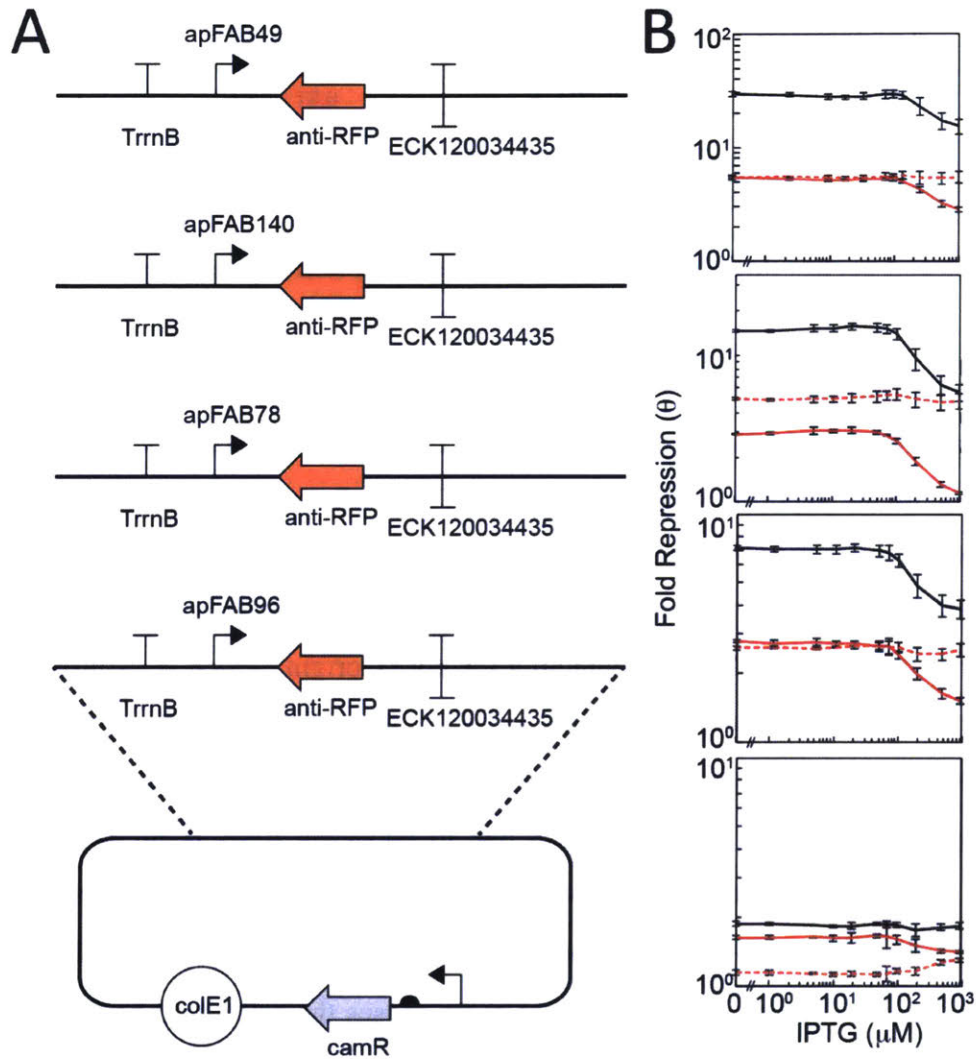 A
apFAB49
TrrnB
anti-RFP
ECK120034435
apFAB140
TrrnB
anti-RFP
ECK120034435
apFAB78
TrrnB
anti-RFP
ECK120034435
apFAB96
TrrnB
anti-RFP
ECK120034435
colE1
camR
B
Fold Repression (θ)
10²
10¹
10⁰
10¹
10⁰
10¹
10⁰
10¹
10⁰
0 10⁰ 10¹ 10² 10³
IPTG (μM)